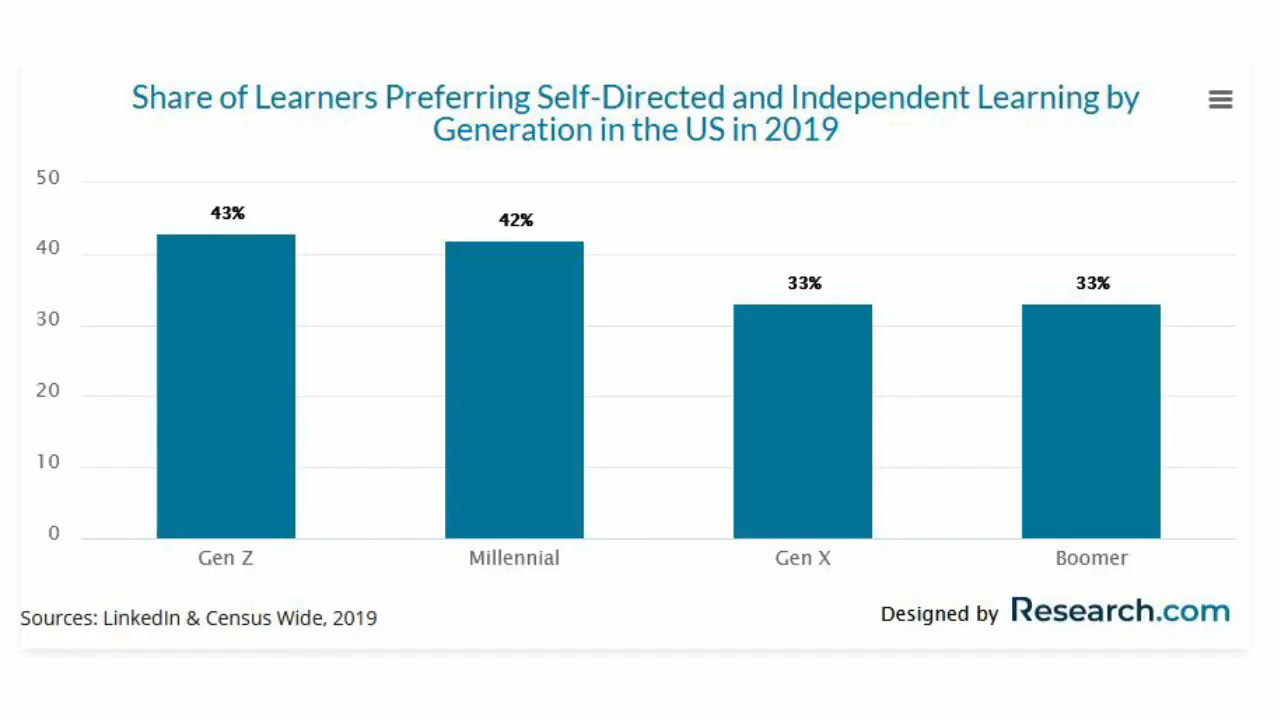 Share of Learners Preferring Self-Directed and Independent Learning by
Generation in the US in 2019
50
40
30
20
10
0
43%
42%
33%
33%
Gen Z
Millennial
Gen X
Boomer
Sources: LinkedIn & Census Wide, 2019
Designed by Research.com